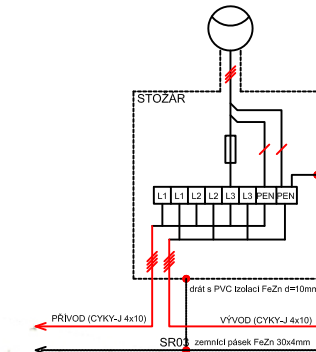 STOŽÁR
L1 L1 L2 L2 L3 L3 PEN PEN
drát s PVC izolací FeZn d=10mm
PŘÍVOD (CYKY-J 4x10)
VÝVOD (CYKY-J 4x10)
SR03
zemnící pásek FeZn 30x4mm